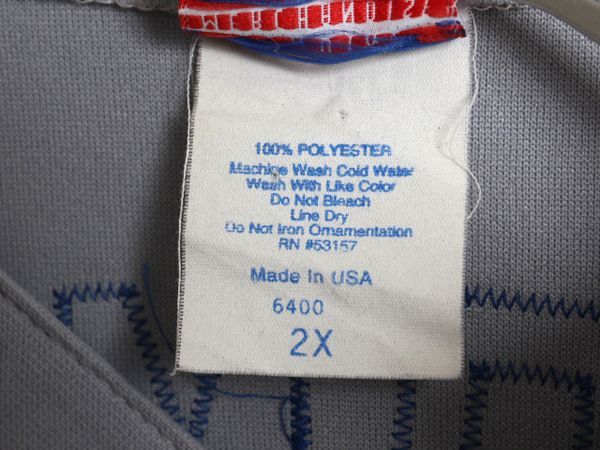 MERCHANDI
100% POLYESTER
Machine Wash Cold Water
Wash With Like Color
Do Not Bleach
Line Dry
Do Not Iron Ornamentation
RN #53157
Made in USA
6400
2X